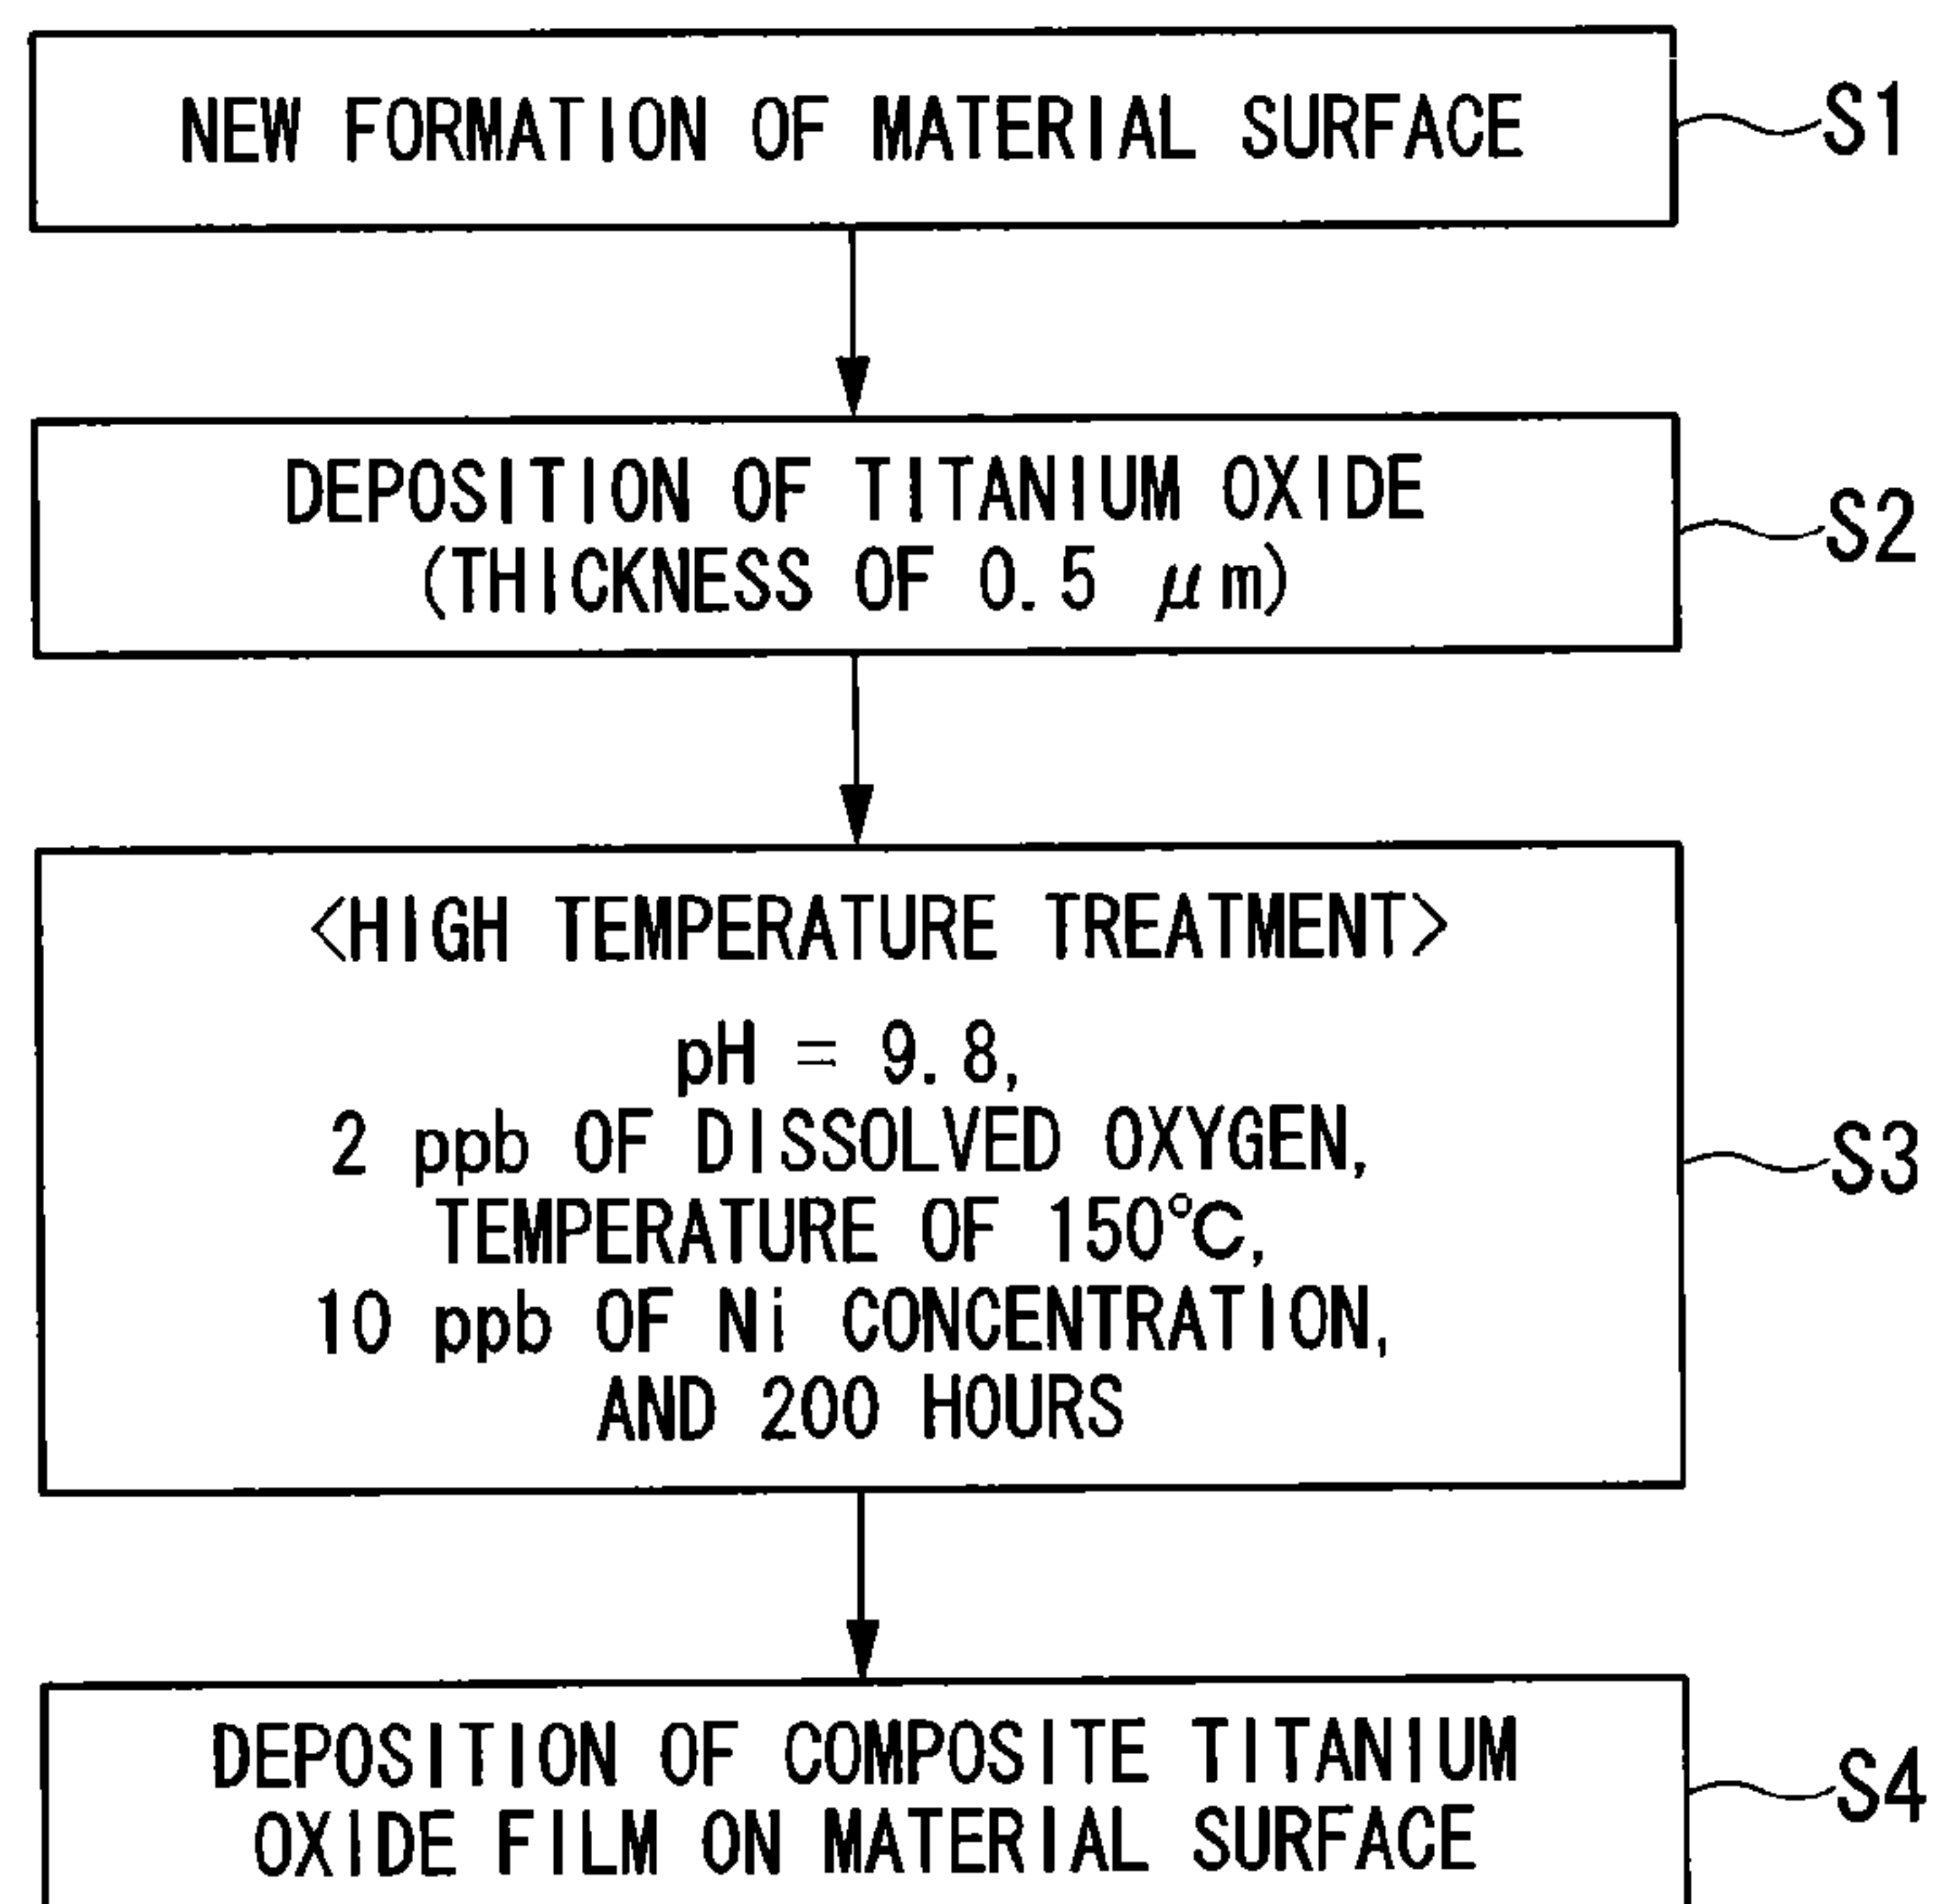 NEW FORMATION OF MATERIAL SURFACE
S1
DEPOSITION OF TITANIUM OXIDE
(THICKNESS OF 0.5 μm)
S2
<HIGH TEMPERATURE TREATMENT>
pH = 9.8,
2 ppb OF DISSOLVED OXYGEN,
TEMPERATURE OF 150℃,
10 ppb OF Ni CONCENTRATION,
AND 200 HOURS
S3
DEPOSITION OF COMPOSITE TITANIUM
OXIDE FILM ON MATERIAL SURFACE
S4